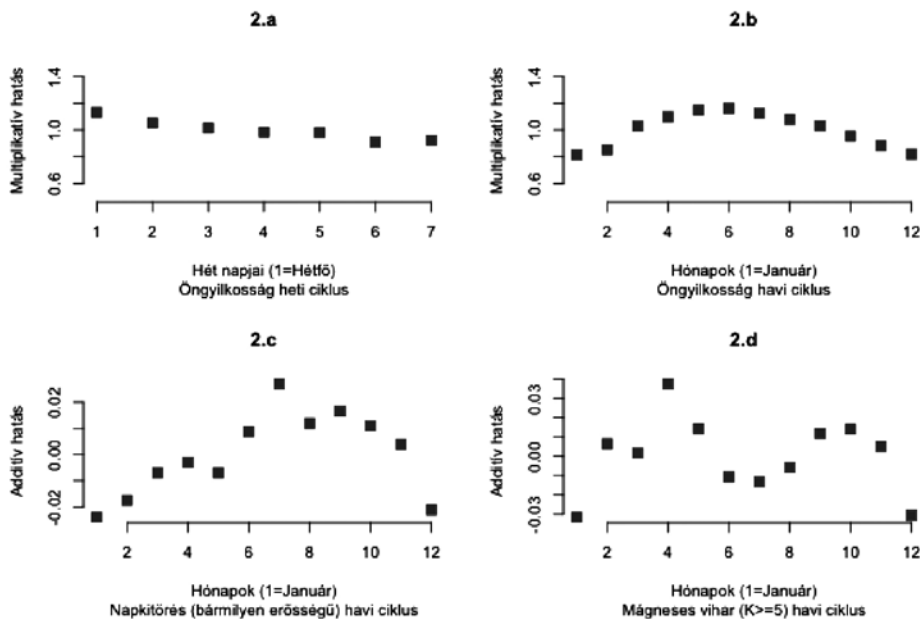 2.a
Multiplikatív hatás
1.4
1.0
0.6
1 2 3 4 5 6 7
Hét napjai (1=Hétfő)
Öngyilkosság heti ciklus
2.b
Multiplikatív hatás
1.4
1.0
0.6
2 4 6 8 10 12
Hónapok (1=Január)
Öngyilkosság havi ciklus
2.c
Additív hatás
0.02
0.00
-0.02
2 4 6 8 10 12
Hónapok (1=Január)
Napkitörés (bármilyen erősségű) havi ciklus
2.d
Additív hatás
0.03
0.00
-0.03
2 4 6 8 10 12
Hónapok (1=Január)
Mágneses vihar (K>=5) havi ciklus